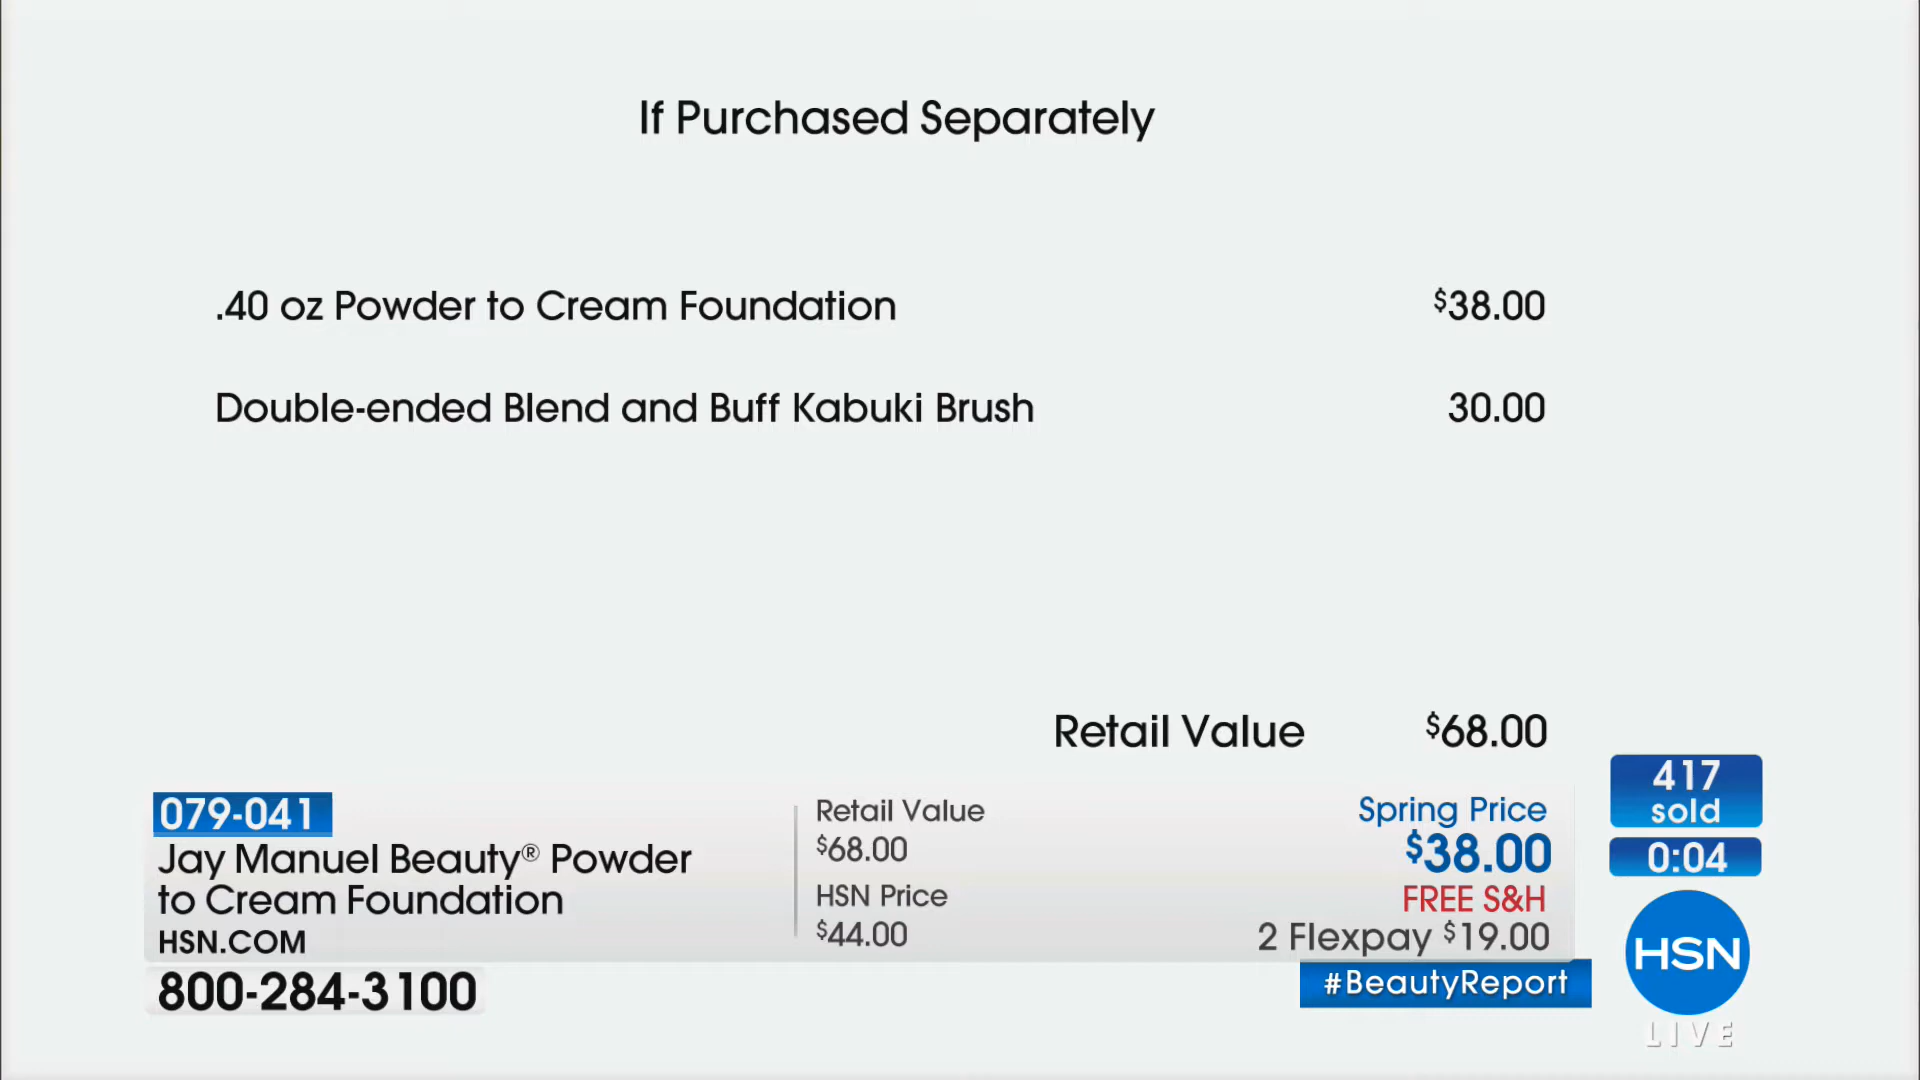 If Purchased Separately
.40 oz Powder to Cream Foundation $38.00
Double-ended Blend and Buff Kabuki Brush 30.00
Retail Value $68.00
079-041
Jay Manuel Beauty® Powder
to Cream Foundation
HSN.COM
800-284-3100
Retail Value
$68.00
HSN Price
$44.00
Spring Price
$38.00
FREE S&H
2 Flexpay $19.00
#BeautyReport
417
sold
0:04
HSN
LIVE